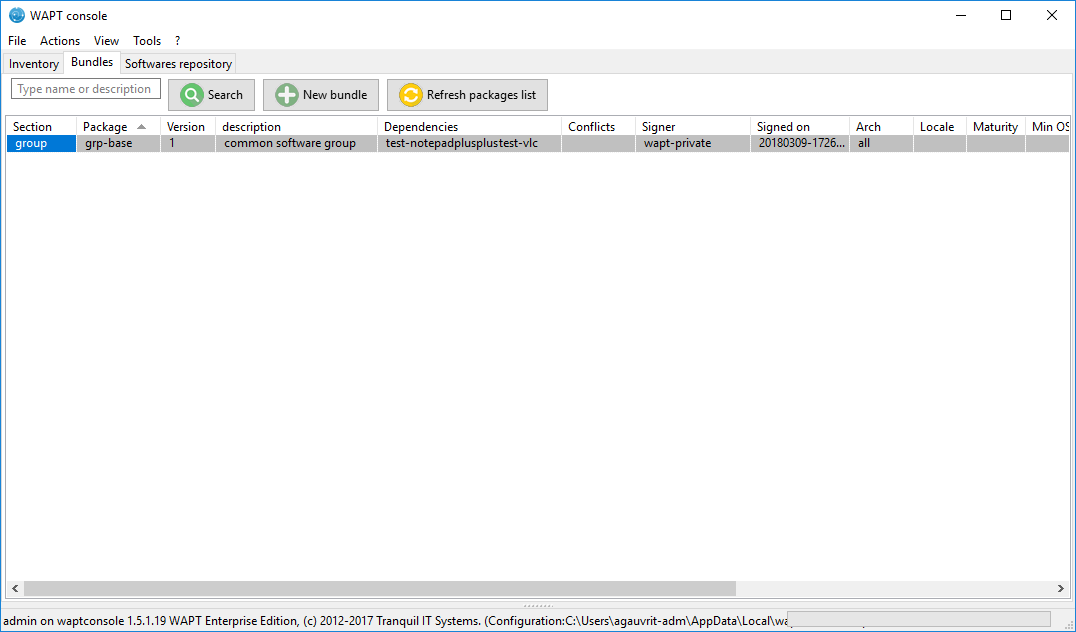 WAPT console
File Actions View Tools ?
Inventory Bundles Softwares repository
Type name or description Search New bundle Refresh packages list
Section Package Version description Dependencies Conflicts Signer Signed on Arch Locale Maturity Min OS
group grp-base 1 common software group test-notepadplusplustest-vlc wapt-private 20180309-1726... all
admin on waptconsole 1.5.1.19 WAPT Enterprise Edition, (c) 2012-2017 Tranquil IT Systems. (Configuration:C:\Users\agauvrit-adm\AppData\Local\wa